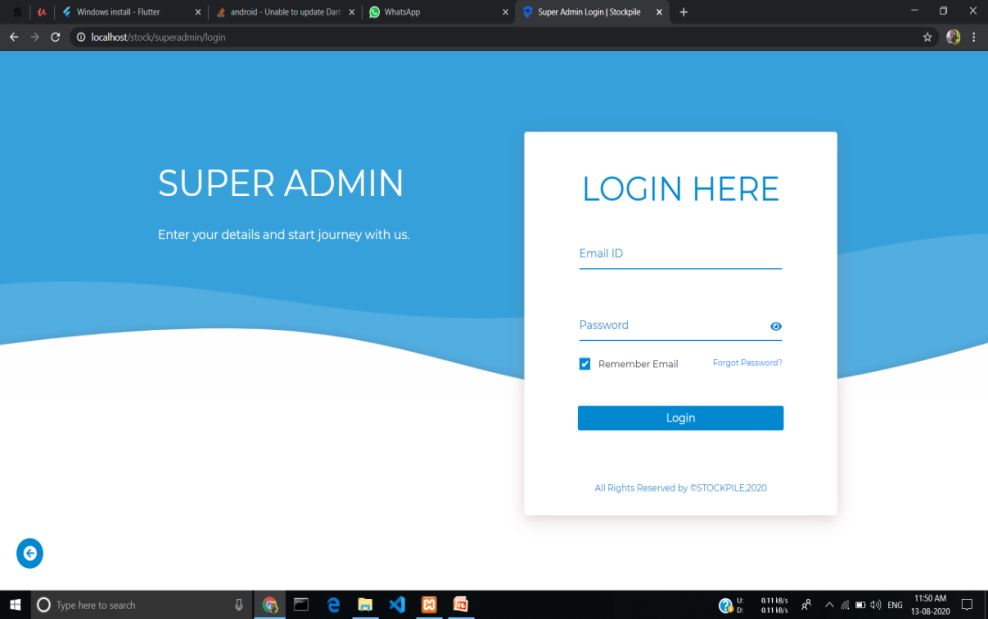 Windows install - Flutter
android - Unable to update Dart
WhatsApp
Super Admin Login | Stockpile
localhost/stock/superadmin/login
SUPER ADMIN
Enter your details and start journey with us.
LOGIN HERE
Email ID
Password
Remember Email
Forgot Password?
Login
All Rights Reserved by ©STOCKPILE,2020
Type here to search
U: 0.11 kB/s
D: 0.11 kB/s
ENG
11:50 AM
13-08-2020